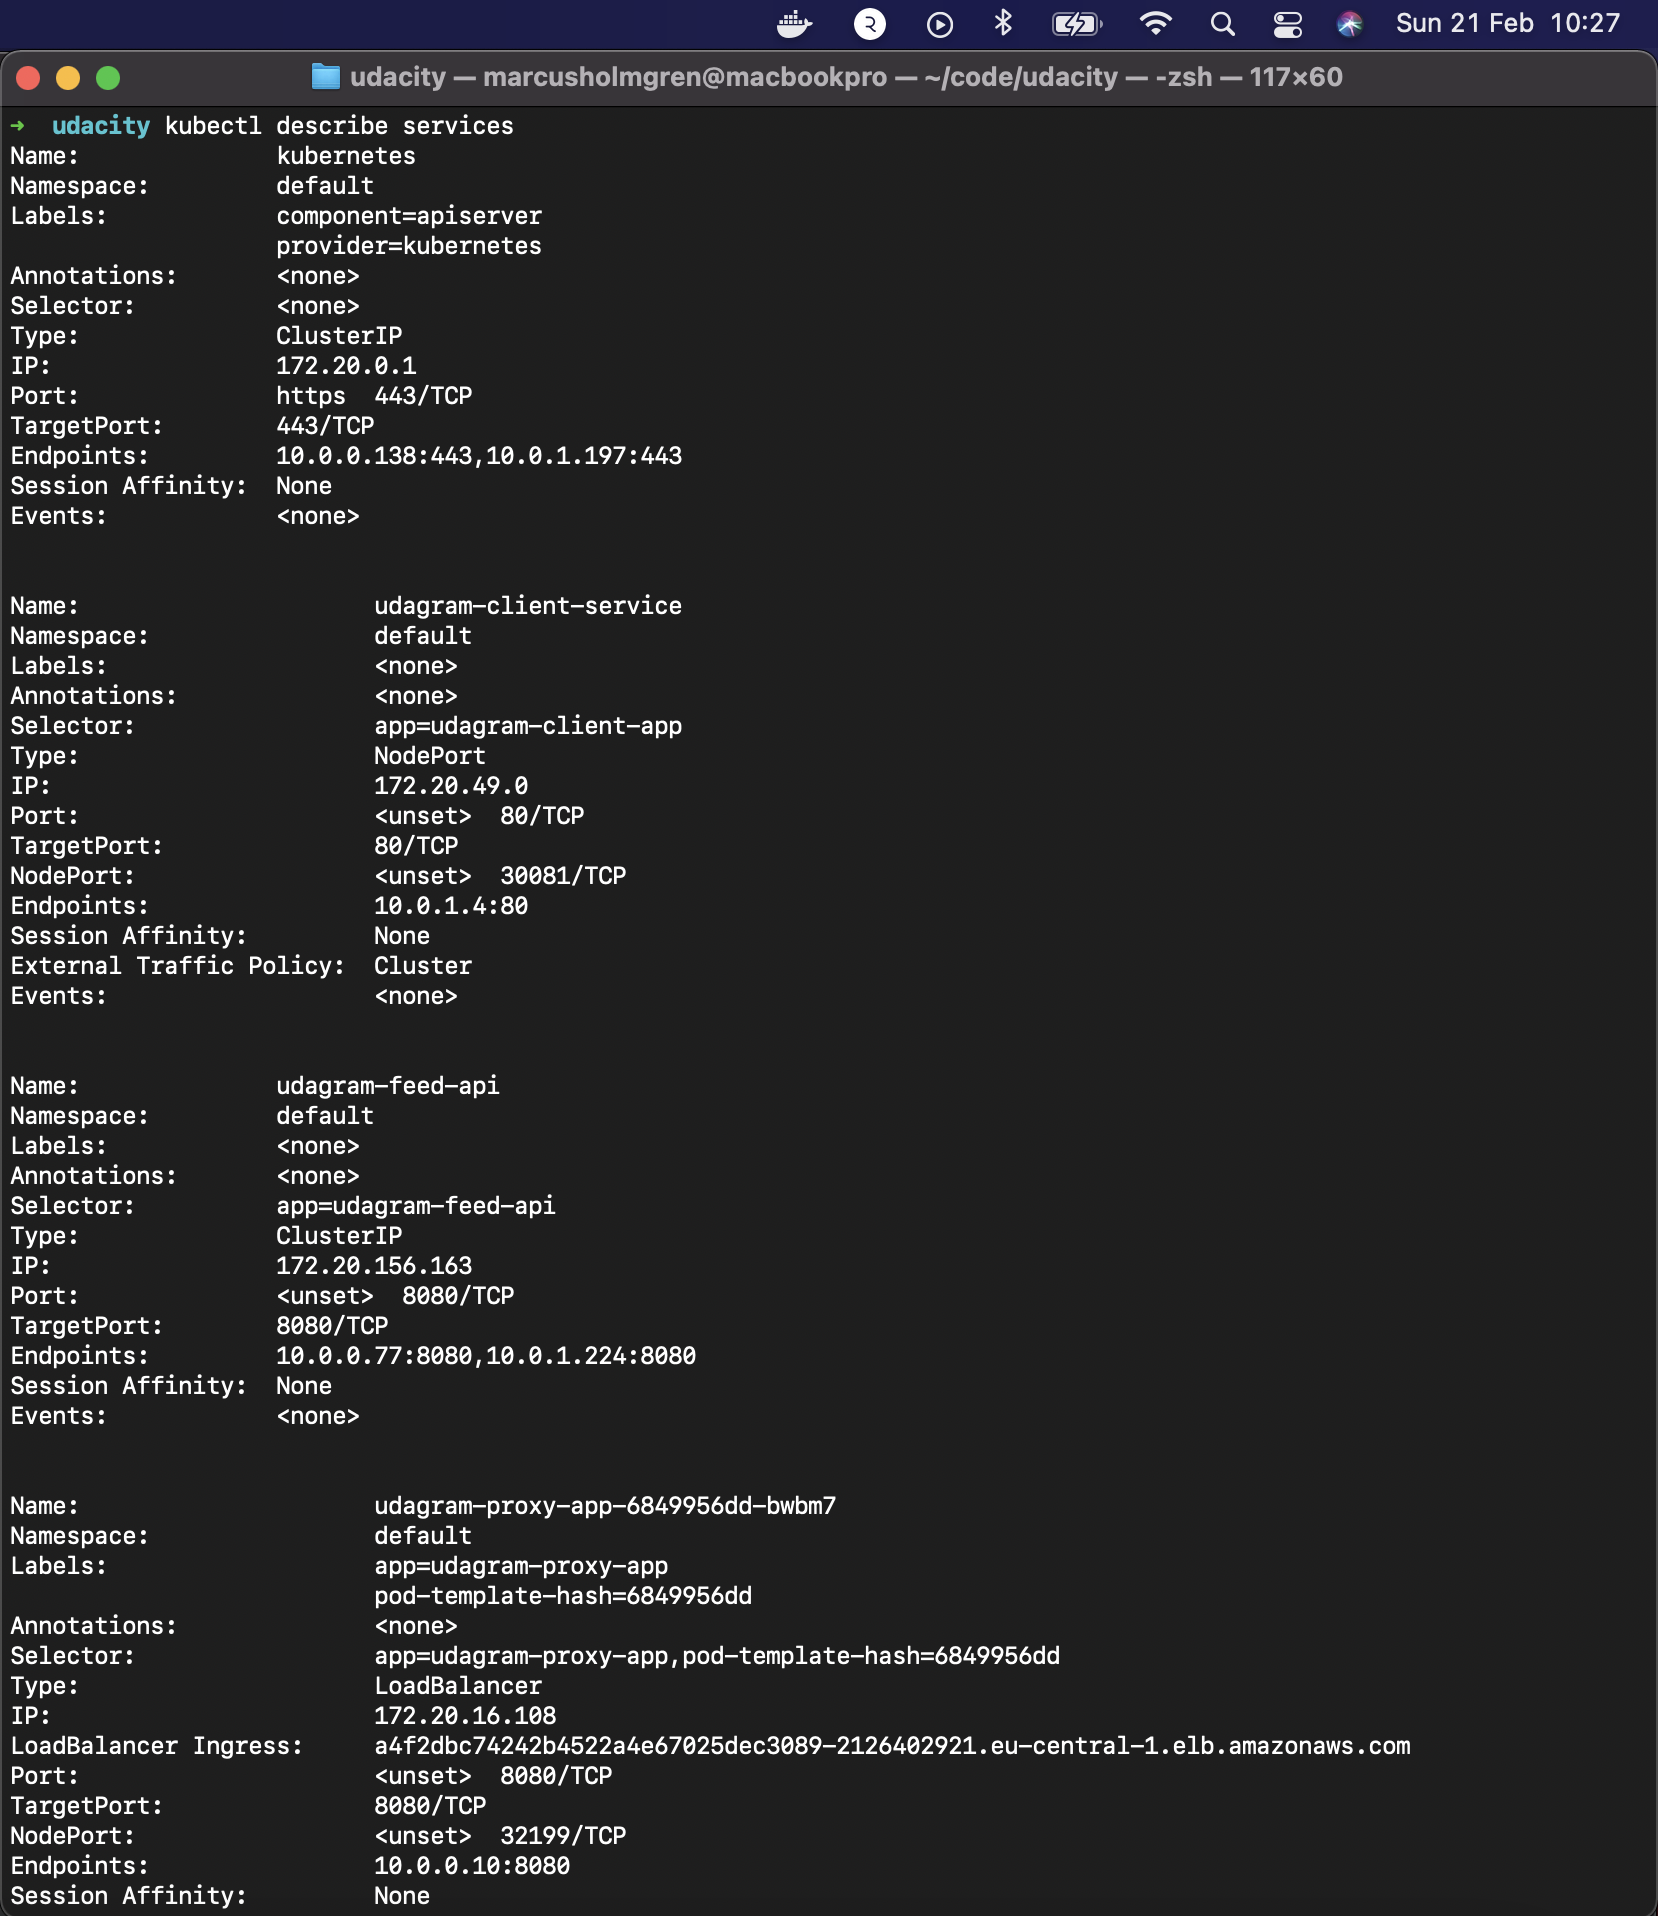 Sun 21 Feb 10:27
udacity — marcusholmgren@macbookpro — ~/code/udacity — -zsh — 117×60
→ udacity kubectl describe services
Name: kubernetes
Namespace: default
Labels: component=apiserver
provider=kubernetes
Annotations: <none>
Selector: <none>
Type: ClusterIP
IP: 172.20.0.1
Port: https 443/TCP
TargetPort: 443/TCP
Endpoints: 10.0.0.138:443,10.0.1.197:443
Session Affinity: None
Events: <none>
Name: udagram-client-service
Namespace: default
Labels: <none>
Annotations: <none>
Selector: app=udagram-client-app
Type: NodePort
IP: 172.20.49.0
Port: <unset> 80/TCP
TargetPort: 80/TCP
NodePort: <unset> 30081/TCP
Endpoints: 10.0.1.4:80
Session Affinity: None
External Traffic Policy: Cluster
Events: <none>
Name: udagram-feed-api
Namespace: default
Labels: <none>
Annotations: <none>
Selector: app=udagram-feed-api
Type: ClusterIP
IP: 172.20.156.163
Port: <unset> 8080/TCP
TargetPort: 8080/TCP
Endpoints: 10.0.0.77:8080,10.0.1.224:8080
Session Affinity: None
Events: <none>
Name: udagram-proxy-app-6849956dd-bwbm7
Namespace: default
Labels: app=udagram-proxy-app
pod-template-hash=6849956dd
Annotations: <none>
Selector: app=udagram-proxy-app,pod-template-hash=6849956dd
Type: LoadBalancer
IP: 172.20.16.108
LoadBalancer Ingress: a4f2dbc74242b4522a4e67025dec3089-2126402921.eu-central-1.elb.amazonaws.com
Port: <unset> 8080/TCP
TargetPort: 8080/TCP
NodePort: <unset> 32199/TCP
Endpoints: 10.0.0.10:8080
Session Affinity: None